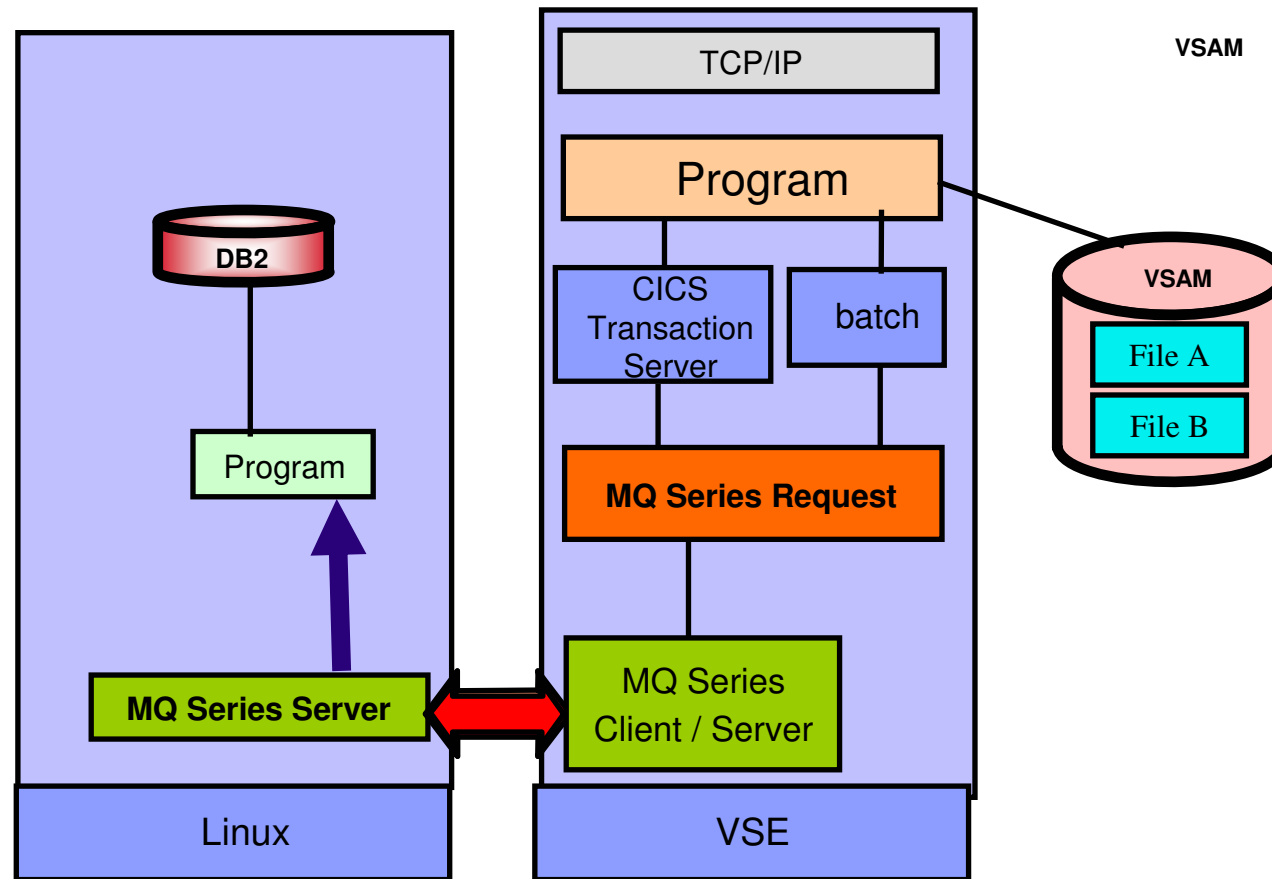 TCP/IP
VSAM
Program
DB2
CICS
Transaction
Server
batch
VSAM
File A
File B
Program
MQ Series Request
MQ Series Server
MQ Series
Client / Server
Linux
VSE